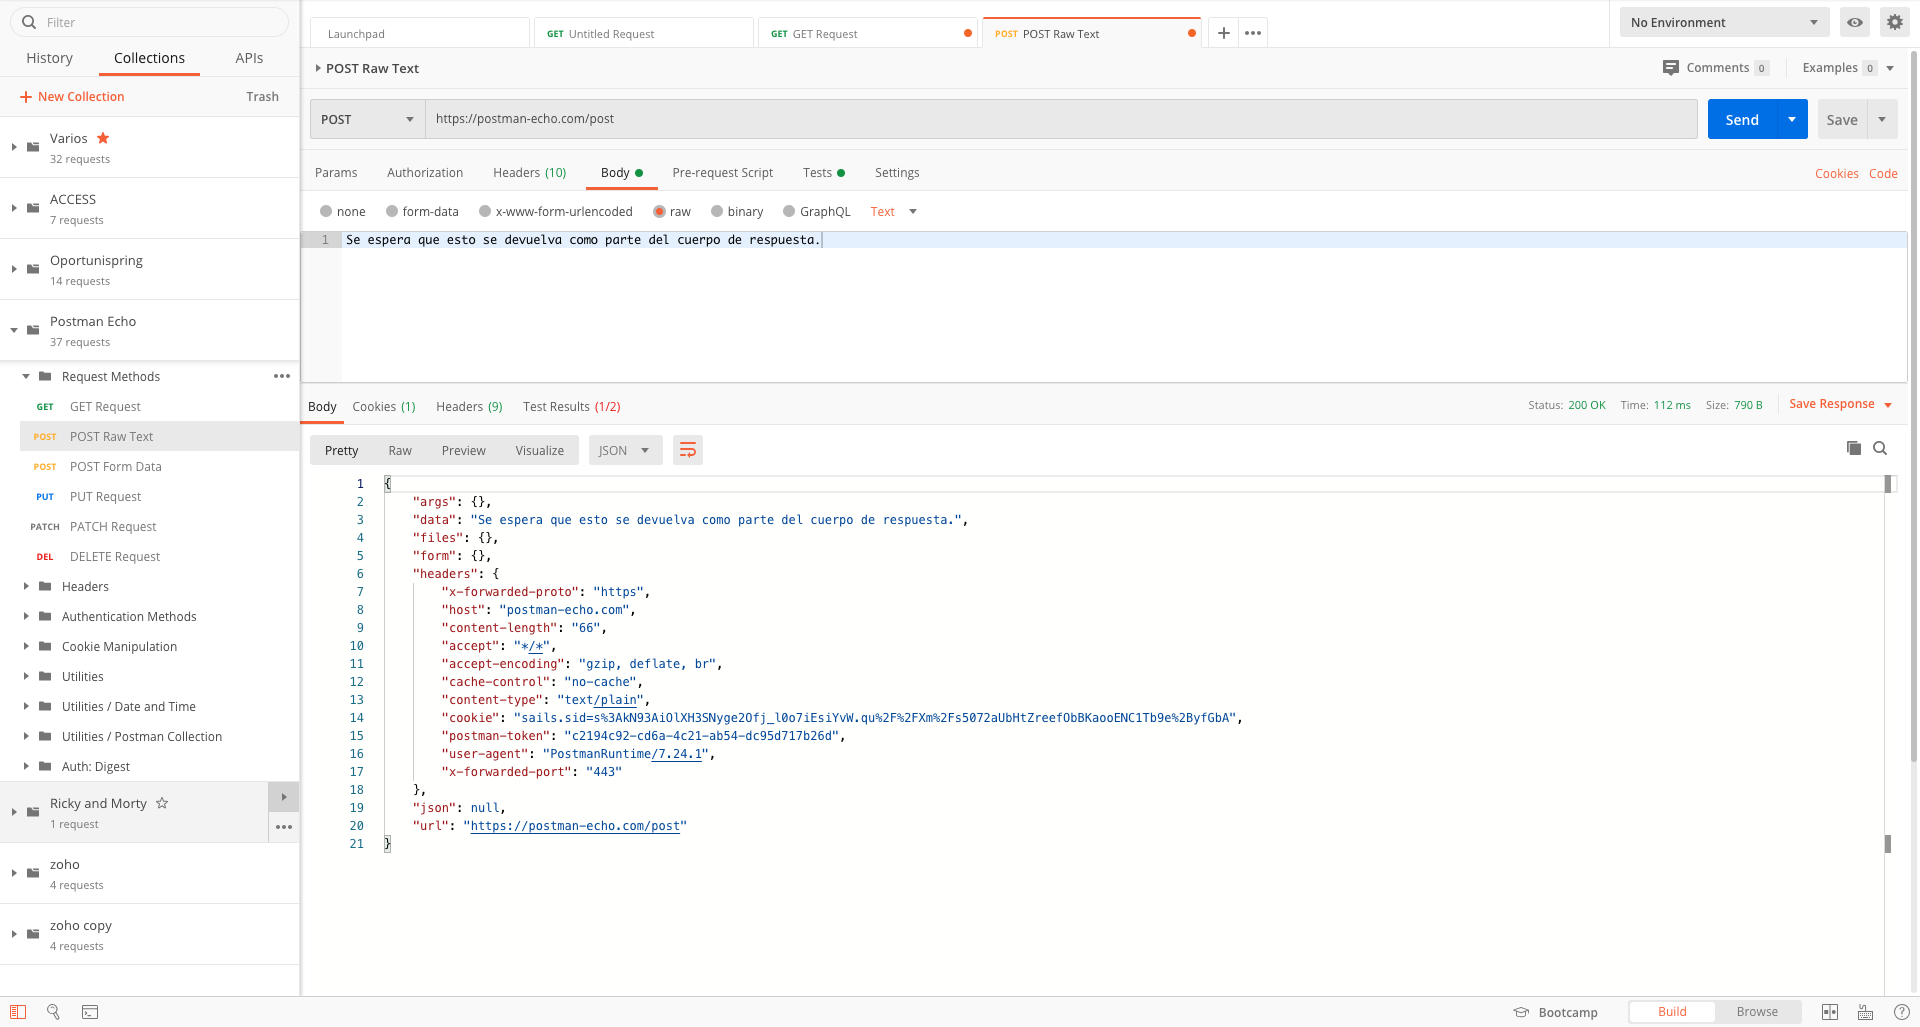 Filter
History Collections APIs
+ New Collection Trash
Varios
32 requests
ACCESS
7 requests
Oportunispring
14 requests
Postman Echo
37 requests
Request Methods
GET GET Request
POST POST Raw Text
POST POST Form Data
PUT PUT Request
PATCH PATCH Request
DEL DELETE Request
Headers
Authentication Methods
Cookie Manipulation
Utilities
Utilities / Date and Time
Utilities / Postman Collection
Auth: Digest
Ricky and Morty
1 request
zoho
4 requests
zoho copy
4 requests
Launchpad GET Untitled Request GET GET Request POST POST Raw Text No Environment
POST Raw Text Comments 0 Examples 0
POST https://postman-echo.com/post Send Save
Params Authorization Headers (10) Body Pre-request Script Tests Settings Cookies Code
none form-data x-www-form-urlencoded raw binary GraphQL Text
1 Se espera que esto se devuelva como parte del cuerpo de respuesta.
Body Cookies (1) Headers (9) Test Results (1/2) Status: 200 OK Time: 112 ms Size: 790 B Save Response
Pretty Raw Preview Visualize JSON
1 {
2 "args": {},
3 "data": "Se espera que esto se devuelva como parte del cuerpo de respuesta.",
4 "files": {},
5 "form": {},
6 "headers": {
7 "x-forwarded-proto": "https",
8 "host": "postman-echo.com",
9 "content-length": "66",
10 "accept": "*/*",
11 "accept-encoding": "gzip, deflate, br",
12 "cache-control": "no-cache",
13 "content-type": "text/plain",
14 "cookie": "sails.sid=s%3AkN93AiOlXH3SNyge2Ofj_l0o7iEsiYvW.qu%2F%2FXm%2Fs5072aUbHtZreefObBKaooENC1Tb9e%2ByfGbA",
15 "postman-token": "c2194c92-cd6a-4c21-ab54-dc95d717b26d",
16 "user-agent": "PostmanRuntime/7.24.1",
17 "x-forwarded-port": "443"
18 },
19 "json": null,
20 "url": "https://postman-echo.com/post"
21 }
Bootcamp Build Browse